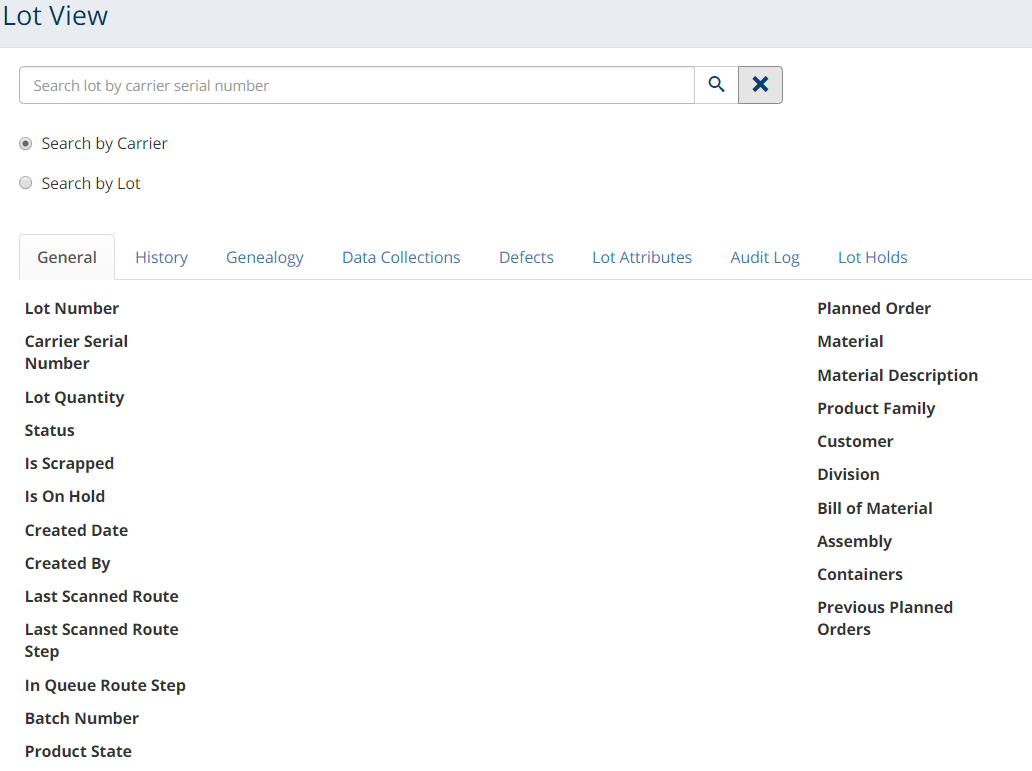 Lot View
Search lot by carrier serial number
Search by Carrier
Search by Lot
General History Genealogy Data Collections Defects Lot Attributes Audit Log Lot Holds
Lot Number
Carrier Serial
Number
Lot Quantity
Status
Is Scrapped
Is On Hold
Created Date
Created By
Last Scanned Route
Last Scanned Route
Step
In Queue Route Step
Batch Number
Product State
Planned Order
Material
Material Description
Product Family
Customer
Division
Bill of Material
Assembly
Containers
Previous Planned
Orders